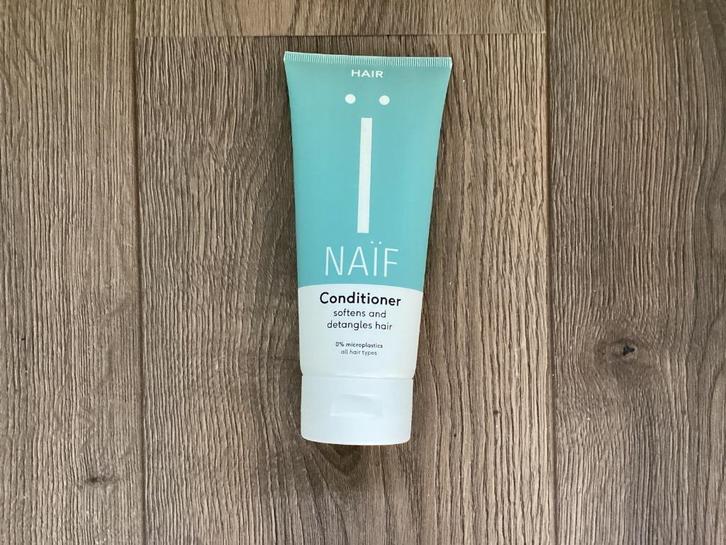 HAIR
Ï
NAÏF
Conditioner
softens and
detangles hair
0% microplastics
all hair types